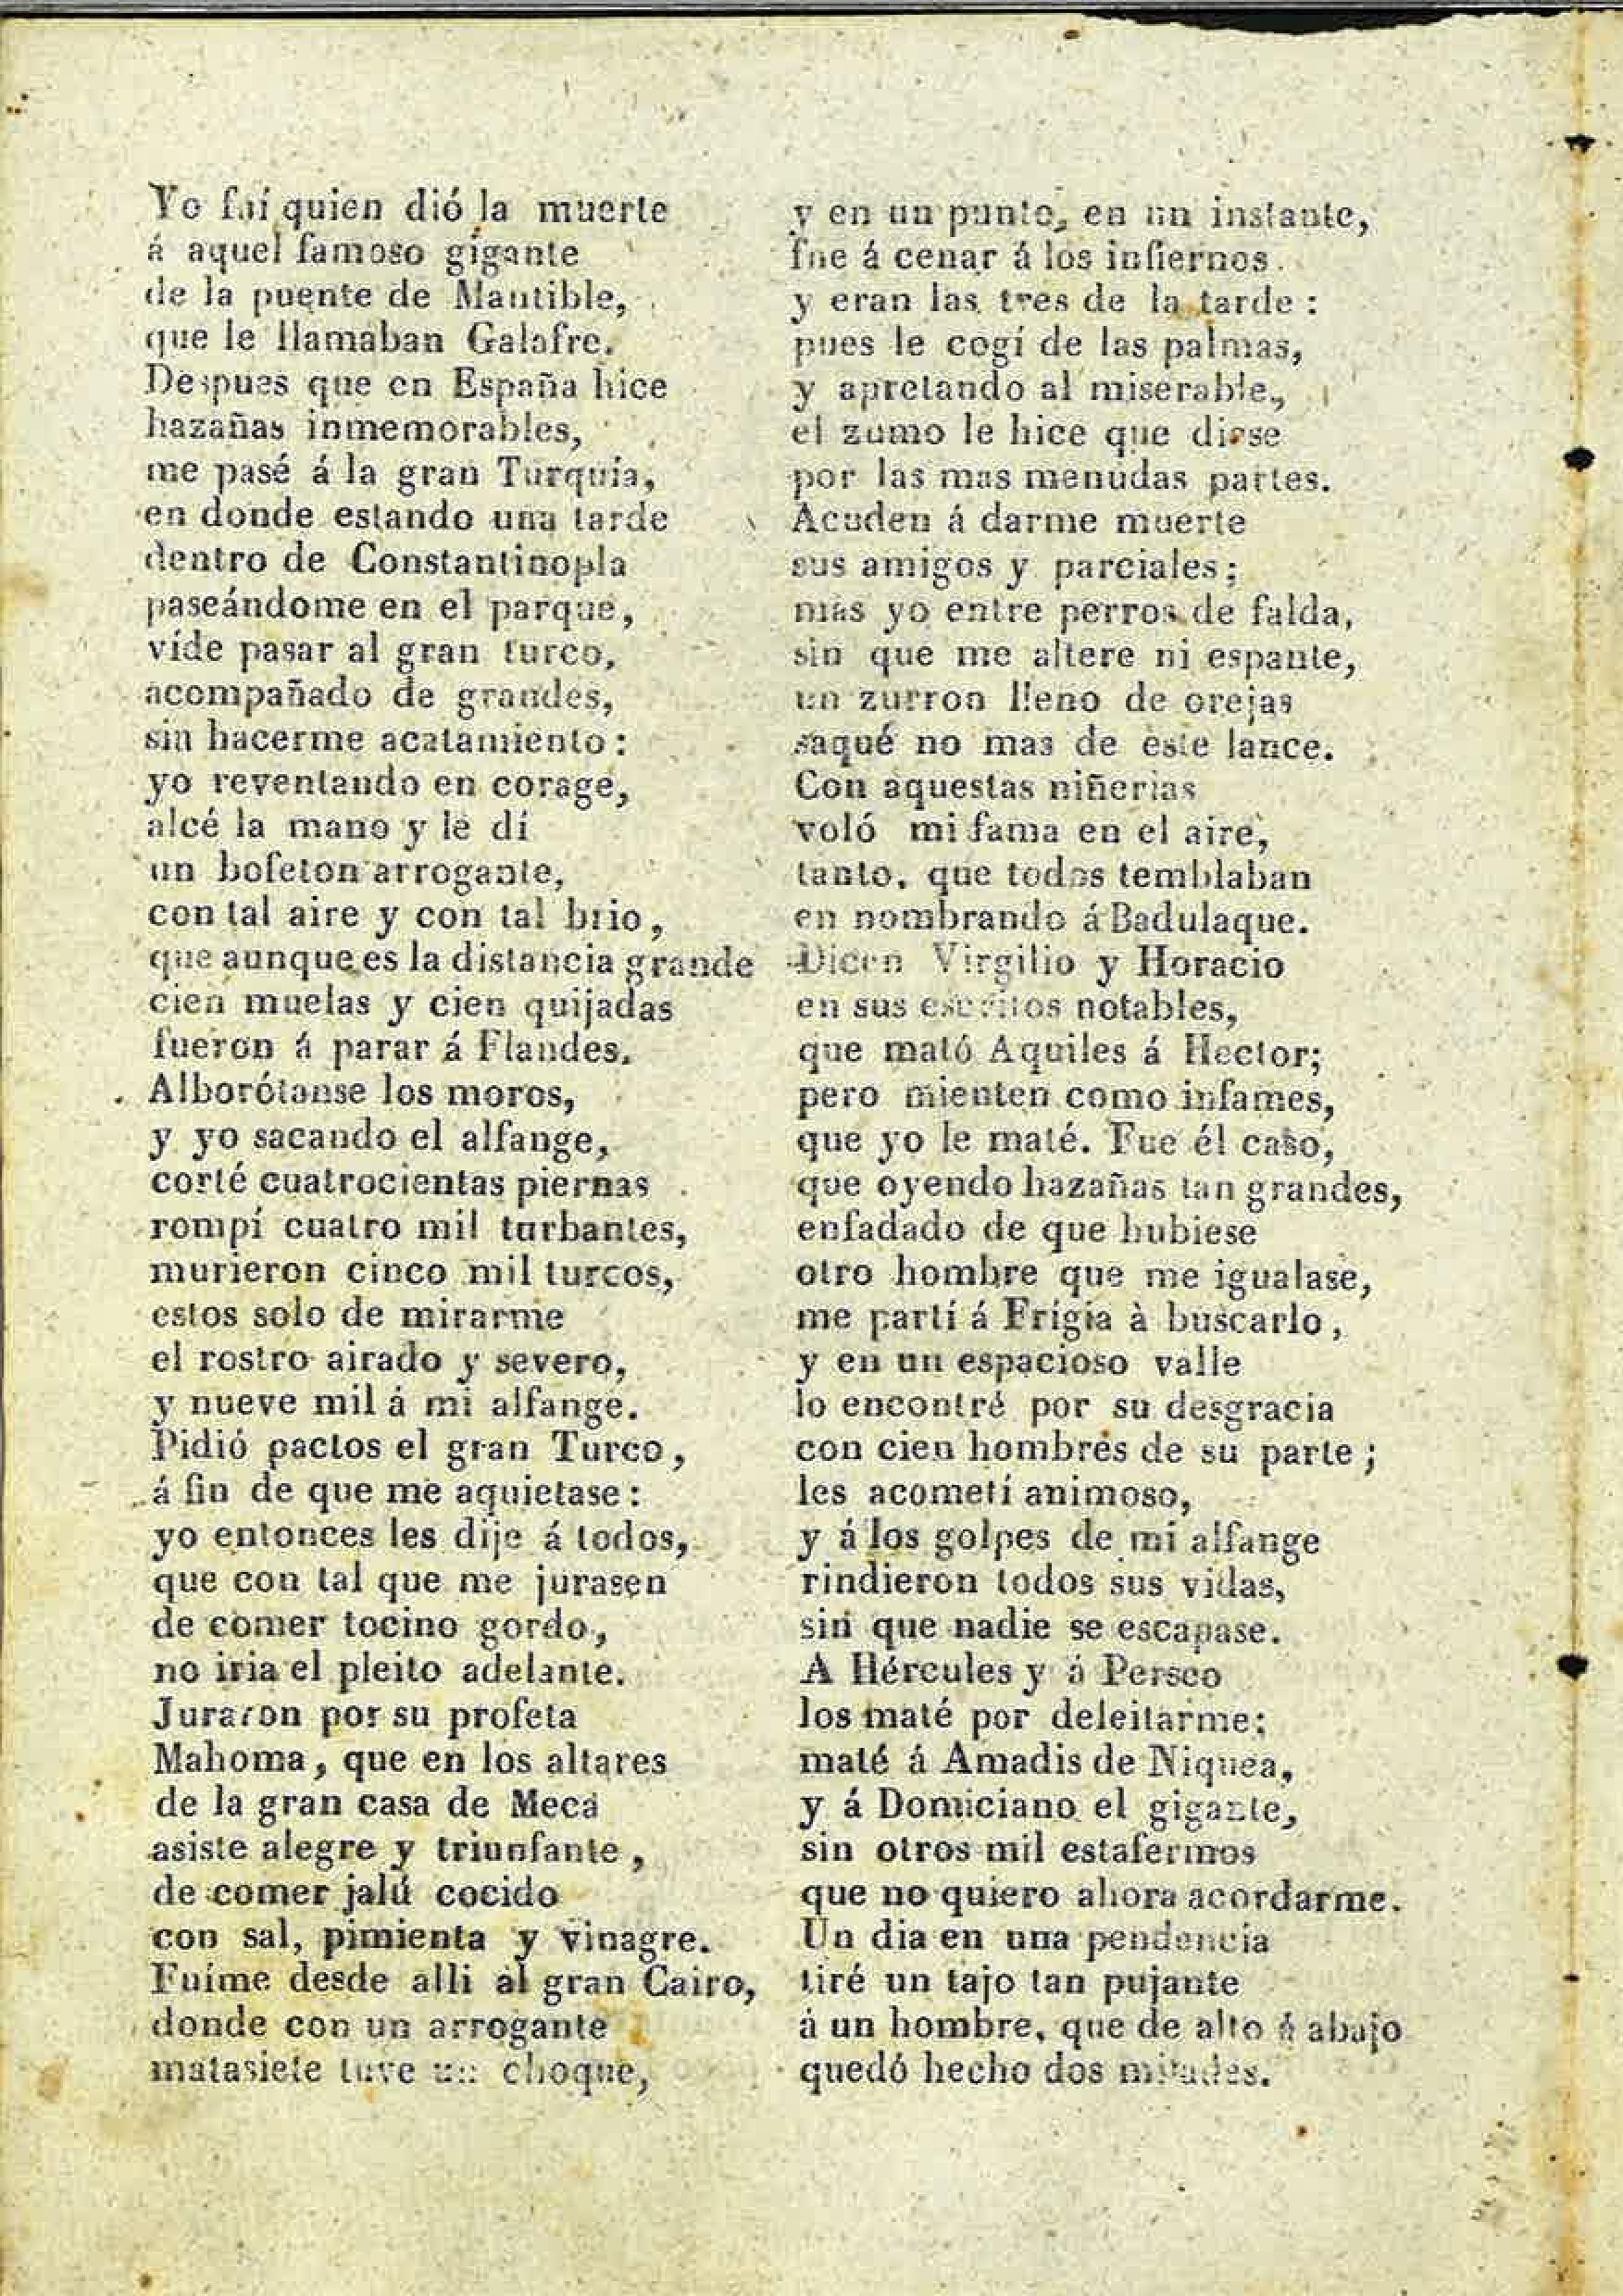 Yo fuí quien dió la muerte
á aquel famoso gigante
de la puente de Mantible,
que le llamaban Galafre.
Despues que en España hice
hazañas inmemorables,
me pasé á la gran Turquía,
en donde estando una tarde
dentro de Constantinopla
paseándome en el parque,
vide pasar al gran turco,
acompañado de grandes,
sin hacerme acatamiento:
yo reventando en corage,
alcé la mano y le dí
un bofeton arrogante,
con tal aire y con tal brio,
que aunque es la distancia grande
cien muelas y cien quijadas
fueron á parar á Flandes.
Alborótanse los moros,
y yo sacando el alfange,
corté cuatrocientas piernas
rompí cuatro mil turbantes,
murieron cinco mil turcos,
estos solo de mirarme
el rostro airado y severo,
y nueve mil á mi alfange.
Pidió pactos el gran Turco,
á fin de que me aquietase:
yo entonces les dije á todos,
que con tal que me jurasen
de comer tocino gordo,
no iria el pleito adelante.
Juraron por su profeta
Mahoma, que en los altares
de la gran casa de Meca
asiste alegre y triunfante,
de comer jalú cocido
con sal, pimienta y vinagre.
Fuíme desde alli al gran Cairo,
donde con un arrogante
matasiete tuve un choque,
y en un punto, en un instante,
fue á cenar á los infiernos.
y eran las tres de la tarde:
pues le cogí de las palmas,
y apretando al miserable,
el zumo le hice que diese
por las mas menudas partes.
Acuden á darme muerte
sus amigos y parciales;
mas yo entre perros de falda,
sin que me altere ni espante,
un zurron lleno de orejas
saqué no mas de este lance.
Con aquestas niñerias
voló mi fama en el aire,
tanto, que todos temblaban
en nombrando á Badulaque.
Dicen Virgilio y Horacio
en sus escritos notables,
que mató Aquiles á Hector;
pero mienten como infames,
que yo le maté. Fue él caso,
que oyendo hazañas tan grandes,
enfadado de que hubiese
otro hombre que me igualase,
me partí á Frígia à buscarlo,
y en un espacioso valle
lo encontré por su desgracia
con cien hombres de su parte;
les acometí animoso,
y á los golpes de mi alfange
rindieron todos sus vidas,
sin que nadie se escapase.
A Hércules y á Perseo
los maté por deleitarme;
maté á Amadis de Niquea,
y á Domiciano el gigante,
sin otros mil estafermos
que no quiero ahora acordarme.
Un dia en una pendencia
tiré un tajo tan pujante
á un hombre, que de alto á abajo
quedó hecho dos mitades.